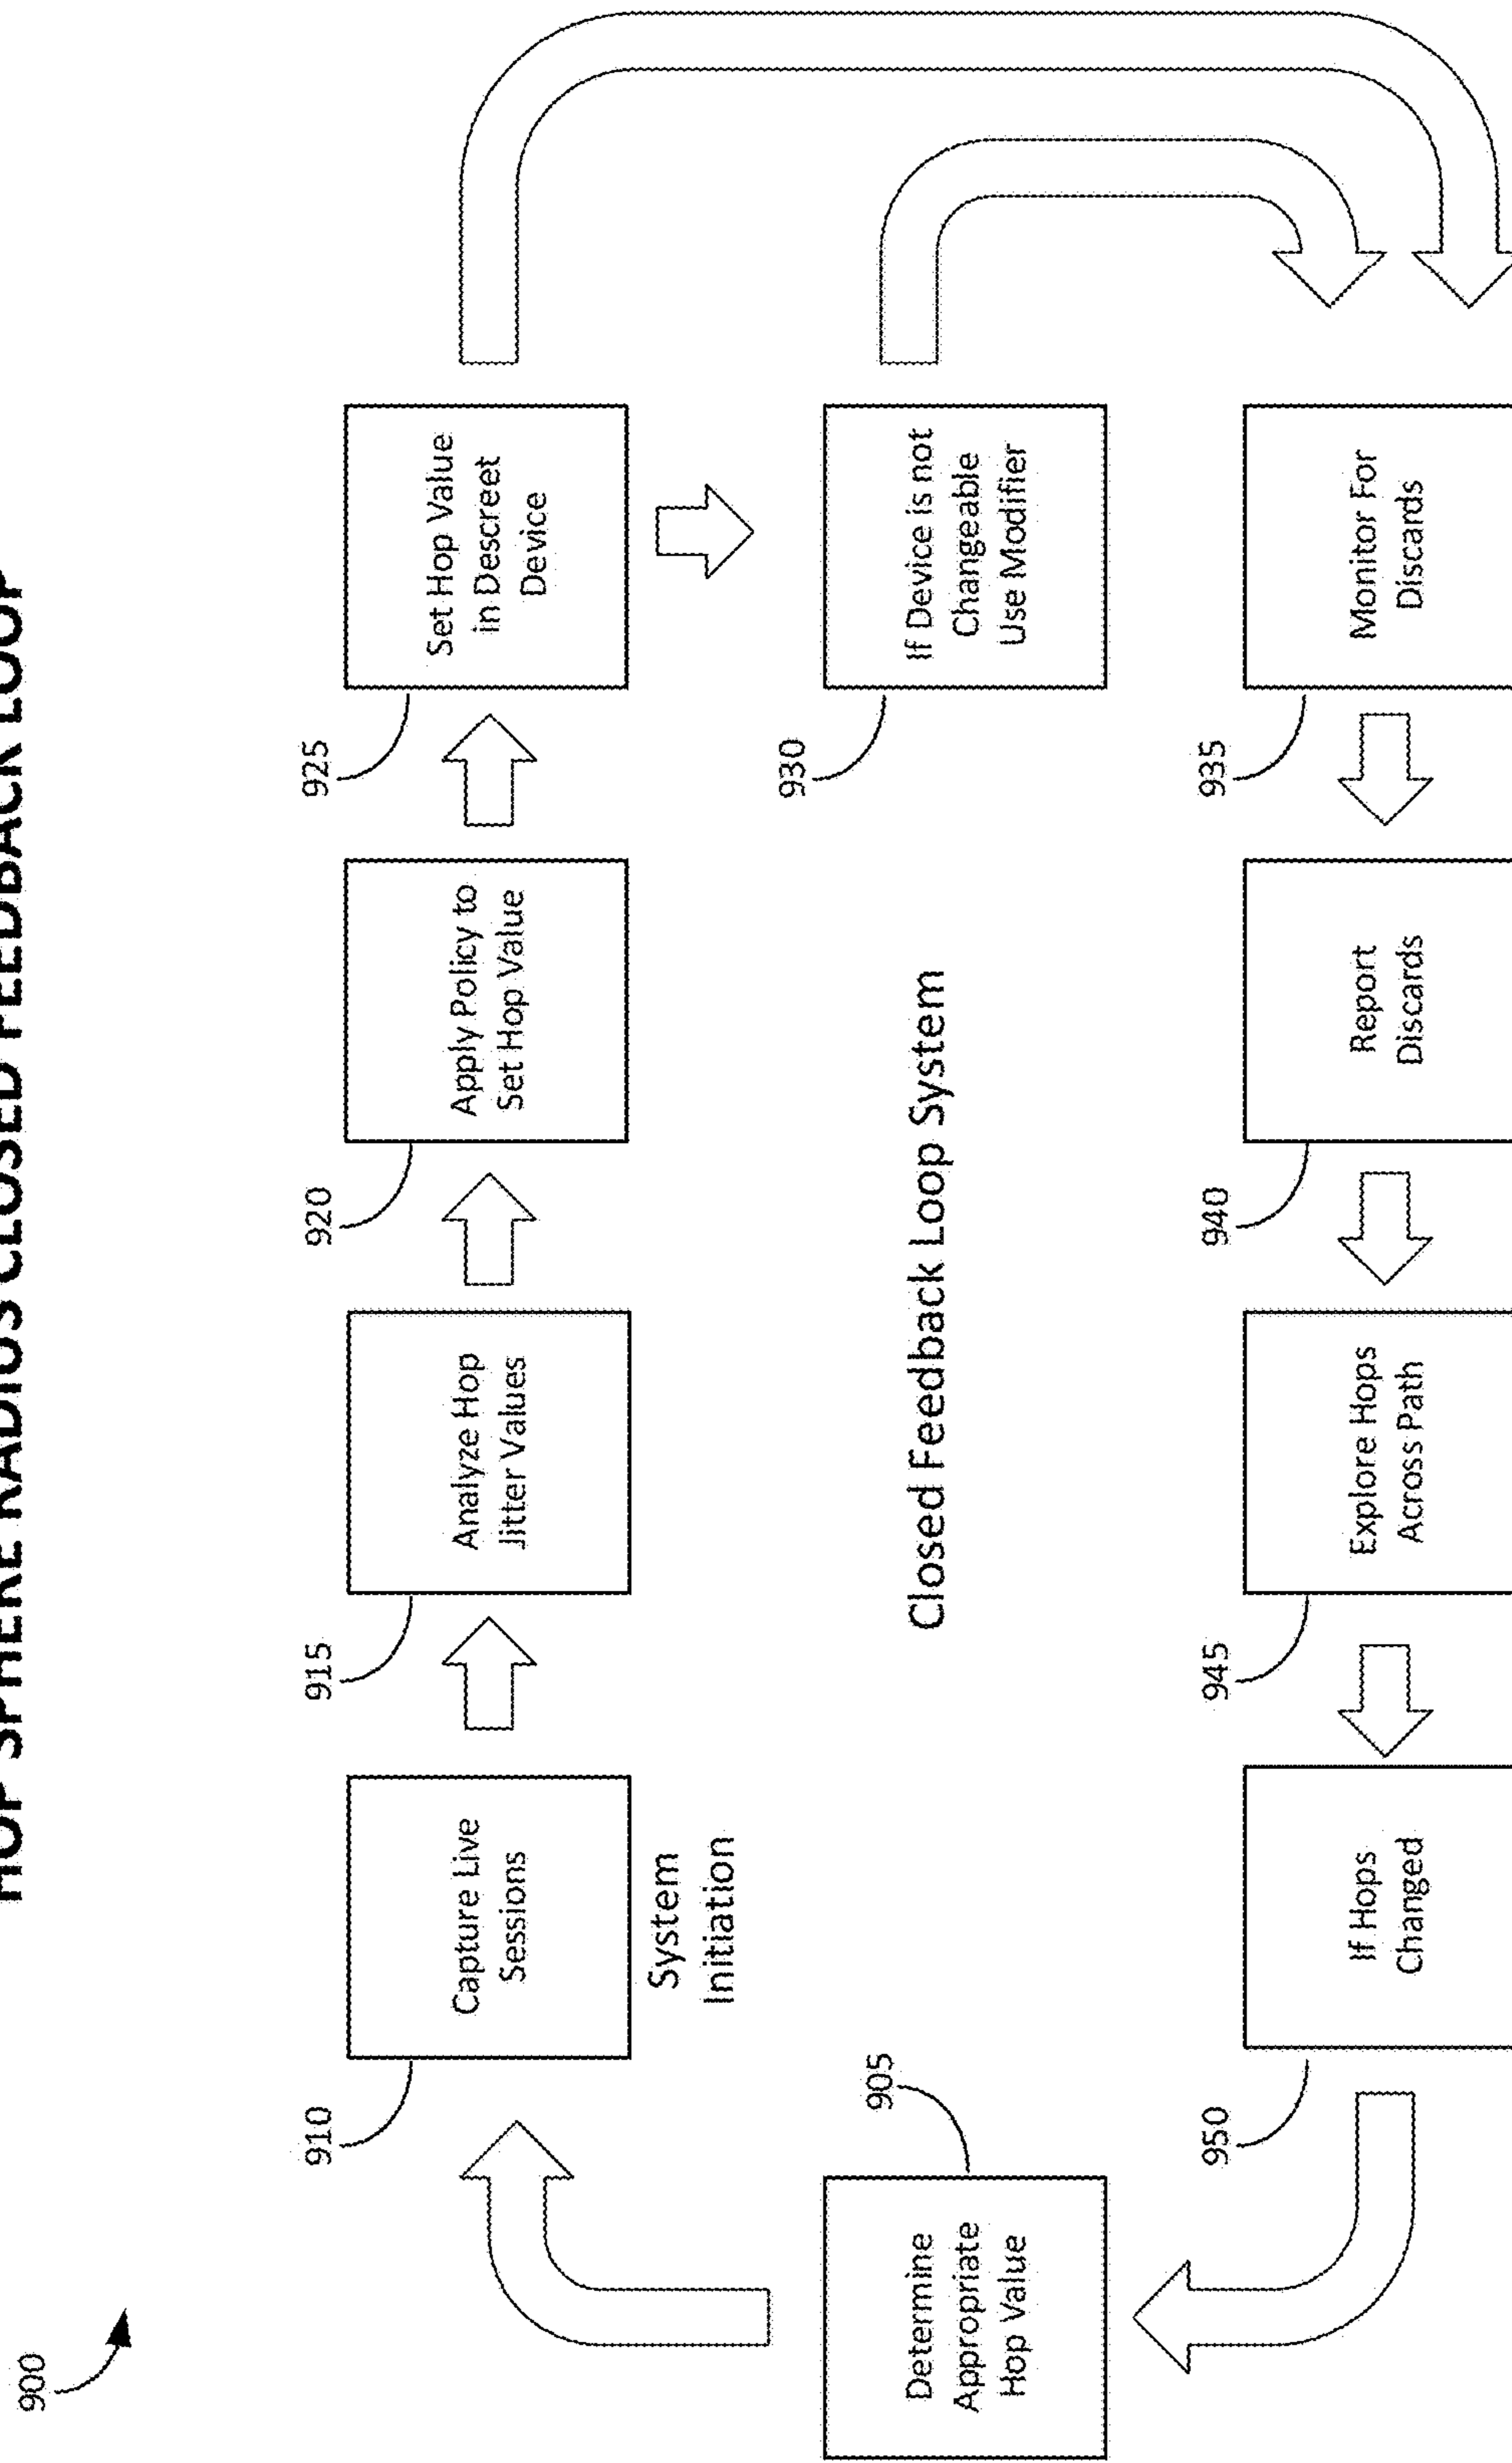 HOP SPHERE RADIUS CLOSED FEEDBACK LOOP
900
910
Capture Live
Sessions
System
Initiation
915
Analyze Hop
Jitter Values
920
Apply Policy to
Set Hop Value
925
Set Hop Value
in Descreet
Device
905
Determine
Appropriate
Hop Value
Closed Feedback Loop System
930
If Device is not
Changeable
Use Modifier
950
If Hops
Changed
945
Explore Hops
Across Path
940
Report
Discards
935
Monitor For
Discards